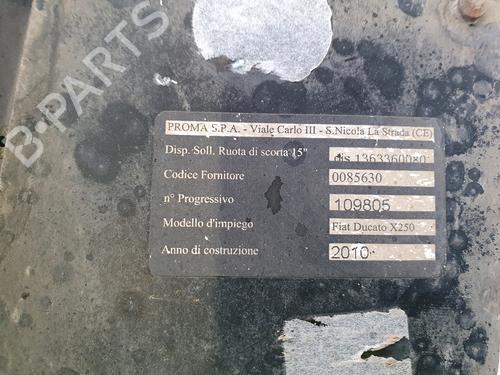 B-PARTS
PROMA S.P.A. - Viale Carlo III - S.Nicola La Strada (CE)
Disp. Soll. Ruota di scorta 15" dis.1363360080
Codice Fornitore 0085630
n° Progressivo 109805
Modello d'impiego Fiat Ducato X250
Anno di costruzione 2010